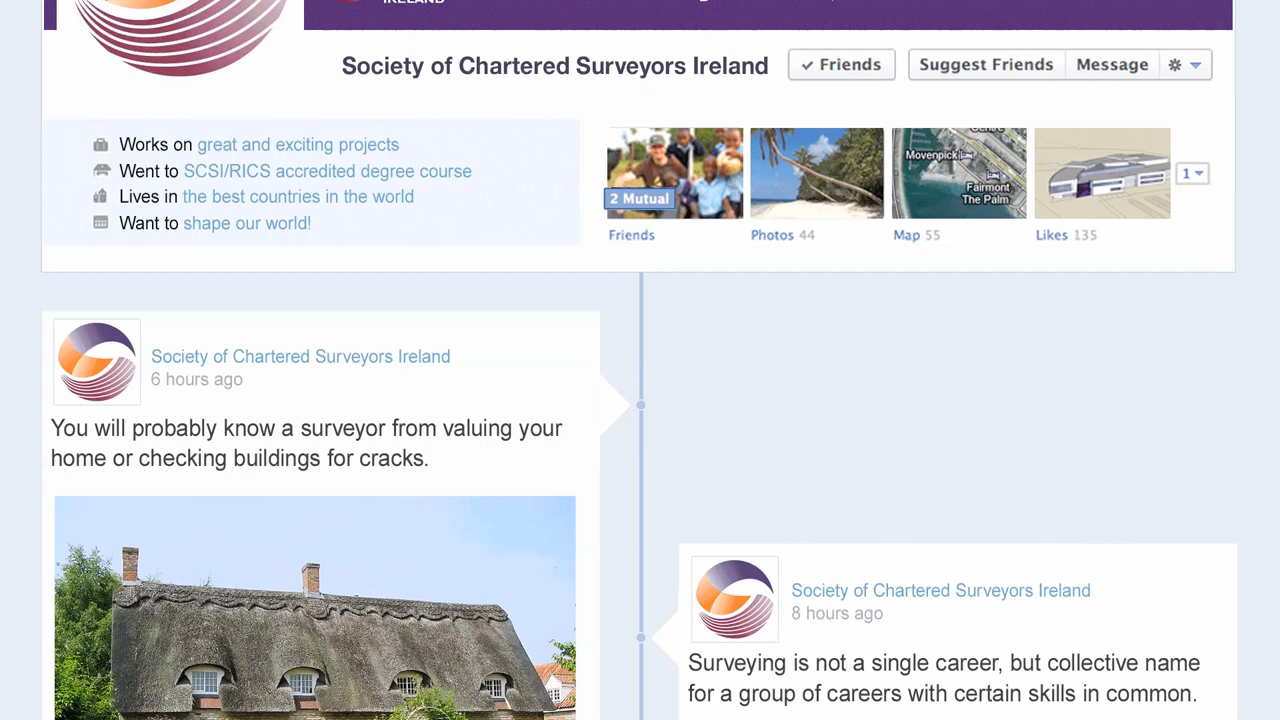 IRELAND
Society of Chartered Surveyors Ireland
Friends
Suggest Friends
Message
Works on great and exciting projects
Went to SCSI/RICS accredited degree course
Lives in the best countries in the world
Want to shape our world!
2 Mutual
Movenpick
Fairmont
The Palm
1
Friends
Photos 44
Map 55
Likes 135
Society of Chartered Surveyors Ireland
6 hours ago
You will probably know a surveyor from valuing your
home or checking buildings for cracks.
Society of Chartered Surveyors Ireland
8 hours ago
Surveying is not a single career, but collective name
for a group of careers with certain skills in common.